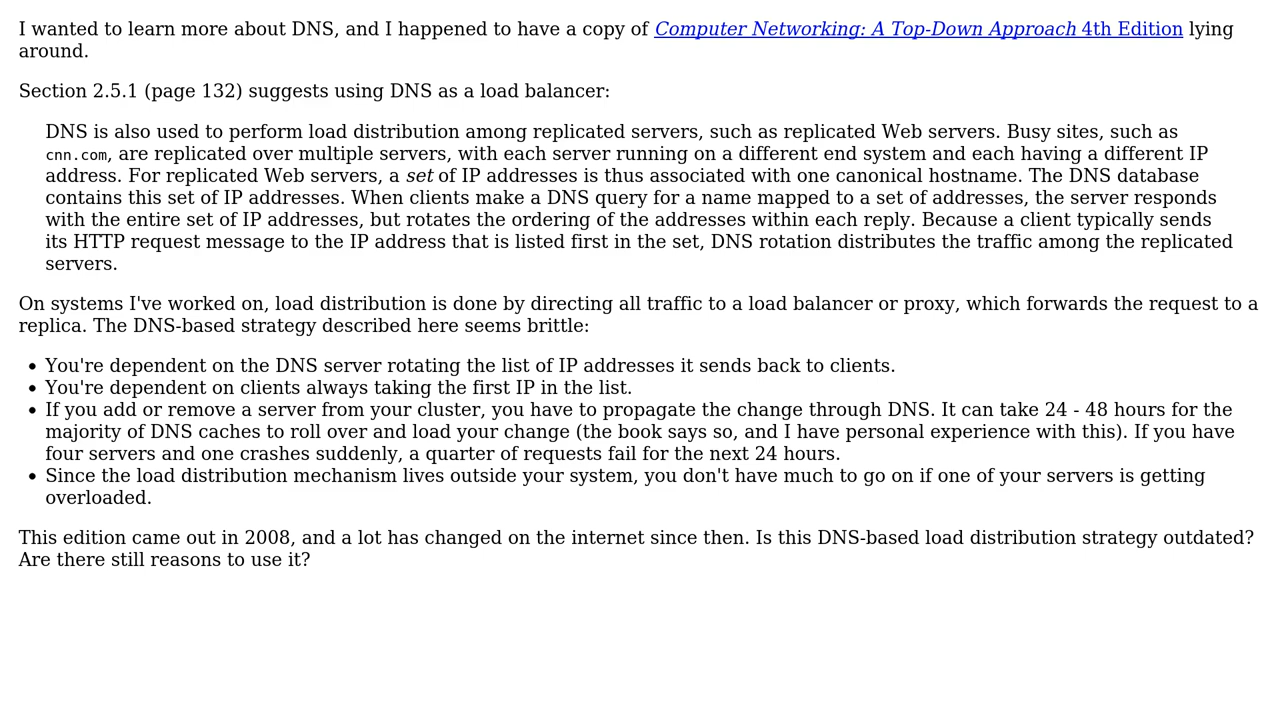 I wanted to learn more about DNS, and I happened to have a copy of Computer Networking: A Top-Down Approach 4th Edition lying
around.
Section 2.5.1 (page 132) suggests using DNS as a load balancer:
DNS is also used to perform load distribution among replicated servers, such as replicated Web servers. Busy sites, such as
cnn.com, are replicated over multiple servers, with each server running on a different end system and each having a different IP
address. For replicated Web servers, a set of IP addresses is thus associated with one canonical hostname. The DNS database
contains this set of IP addresses. When clients make a DNS query for a name mapped to a set of addresses, the server responds
with the entire set of IP addresses, but rotates the ordering of the addresses within each reply. Because a client typically sends
its HTTP request message to the IP address that is listed first in the set, DNS rotation distributes the traffic among the replicated
servers.
On systems I've worked on, load distribution is done by directing all traffic to a load balancer or proxy, which forwards the request to a
replica. The DNS-based strategy described here seems brittle:
• You're dependent on the DNS server rotating the list of IP addresses it sends back to clients.
• You're dependent on clients always taking the first IP in the list.
• If you add or remove a server from your cluster, you have to propagate the change through DNS. It can take 24 - 48 hours for the
majority of DNS caches to roll over and load your change (the book says so, and I have personal experience with this). If you have
four servers and one crashes suddenly, a quarter of requests fail for the next 24 hours.
• Since the load distribution mechanism lives outside your system, you don't have much to go on if one of your servers is getting
overloaded.
This edition came out in 2008, and a lot has changed on the internet since then. Is this DNS-based load distribution strategy outdated?
Are there still reasons to use it?